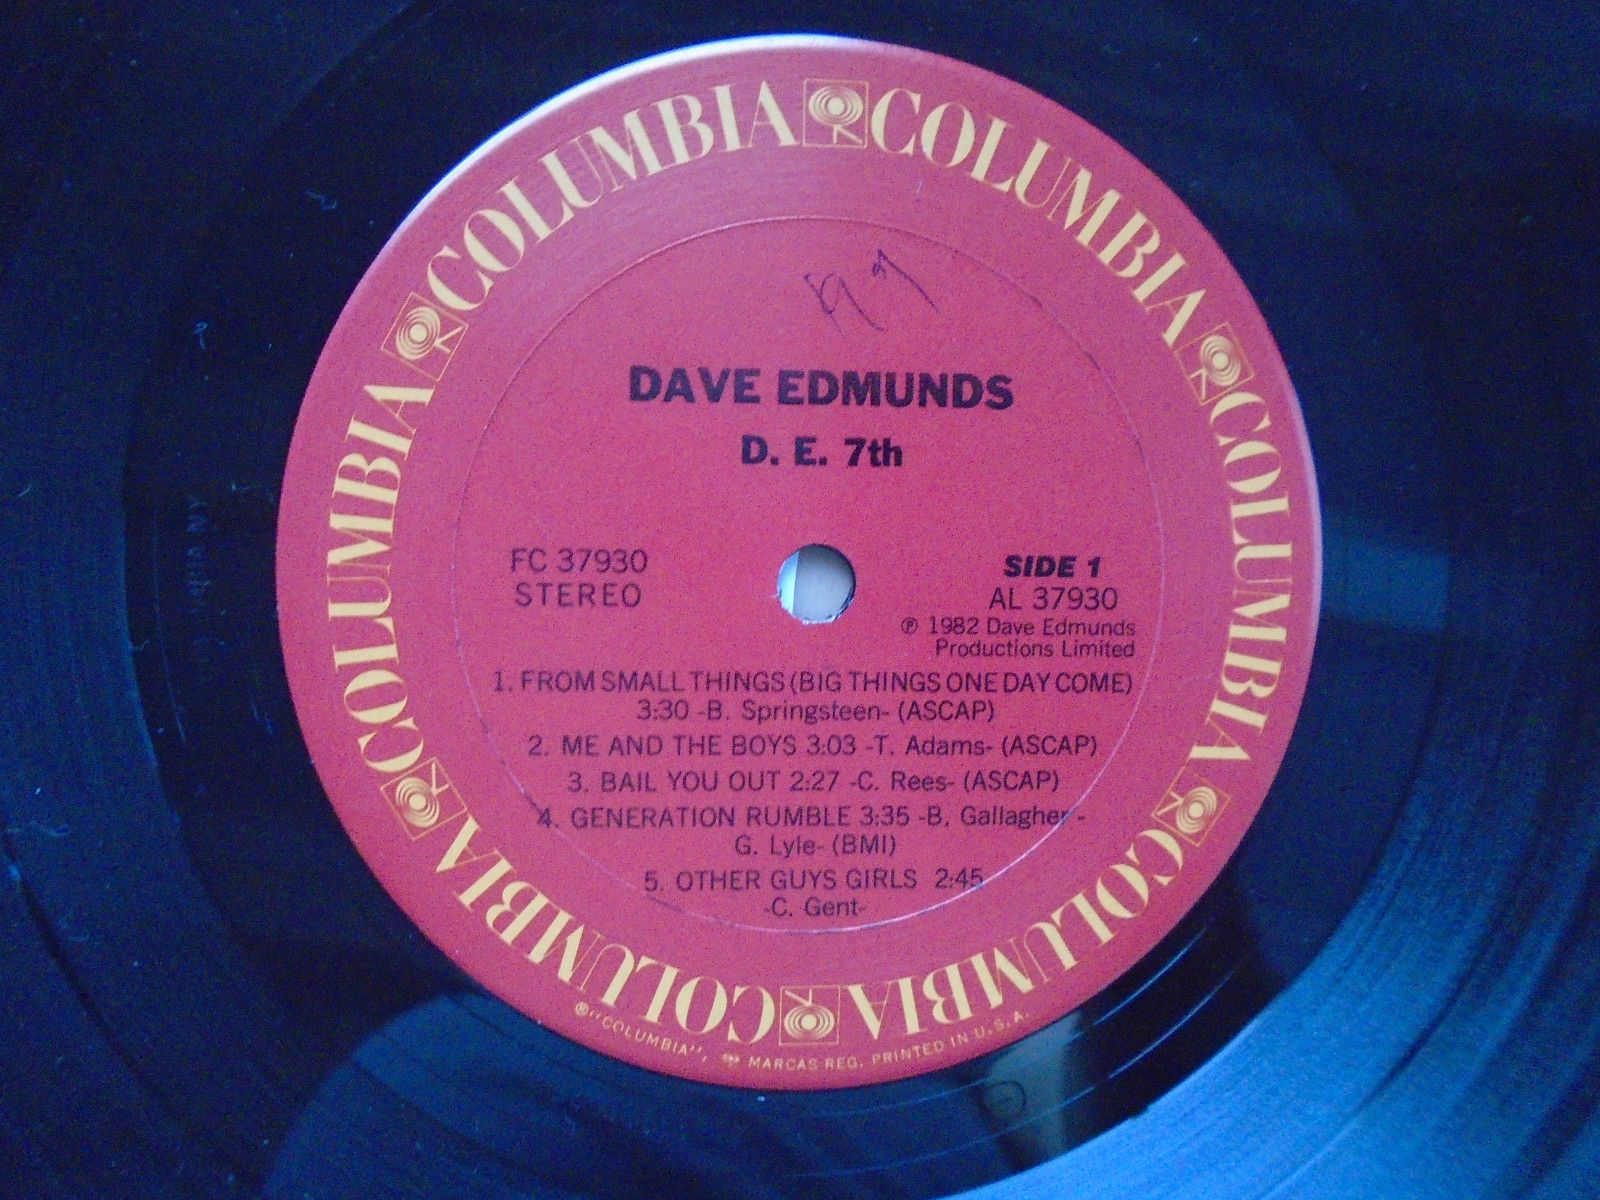 COLUMBIA COLUMBIA COLUMBIA COLUMBIA COLUMBIA COLUMBIA COLUMBIA COLUMBIA
DAVE EDMUNDS
D. E. 7th
FC 37930
STEREO
SIDE 1
AL 37930
℗ 1982 Dave Edmunds
Productions Limited
1. FROM SMALL THINGS (BIG THINGS ONE DAY COME)
3:30 -B. Springsteen- (ASCAP)
2. ME AND THE BOYS 3:03 -T. Adams- (ASCAP)
3. BAIL YOU OUT 2:27 -C. Rees- (ASCAP)
4. GENERATION RUMBLE 3:35 -B. Gallagher -
G. Lyle- (BMI)
5. OTHER GUYS GIRLS 2:45
-C. Gent-
®"COLUMBIA", MARCAS REG. PRINTED IN U.S.A.